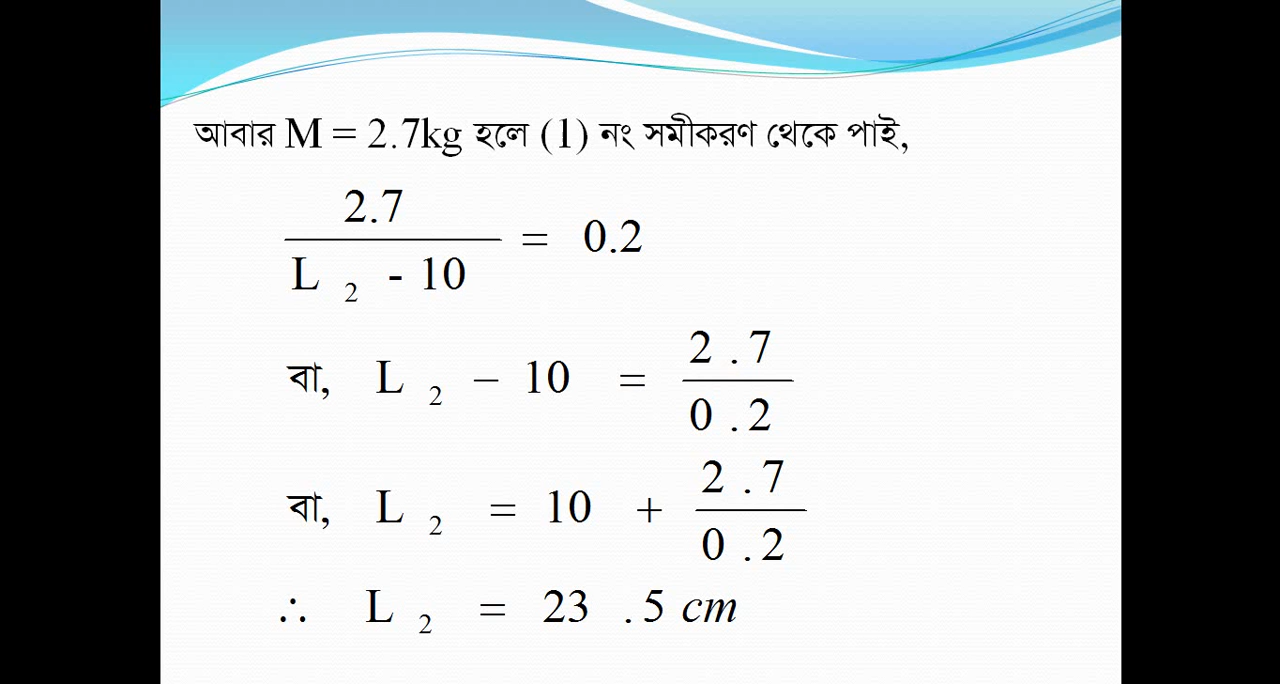 আবার M = 2.7kg হলে (1) নং সমীকরণ থেকে পাই,
2.7
L 2 - 10
= 0.2
বা, L 2 – 10 =
2 . 7
0 . 2
বা, L 2 = 10 +
2 . 7
0 . 2
∴ L 2 = 23 . 5 cm